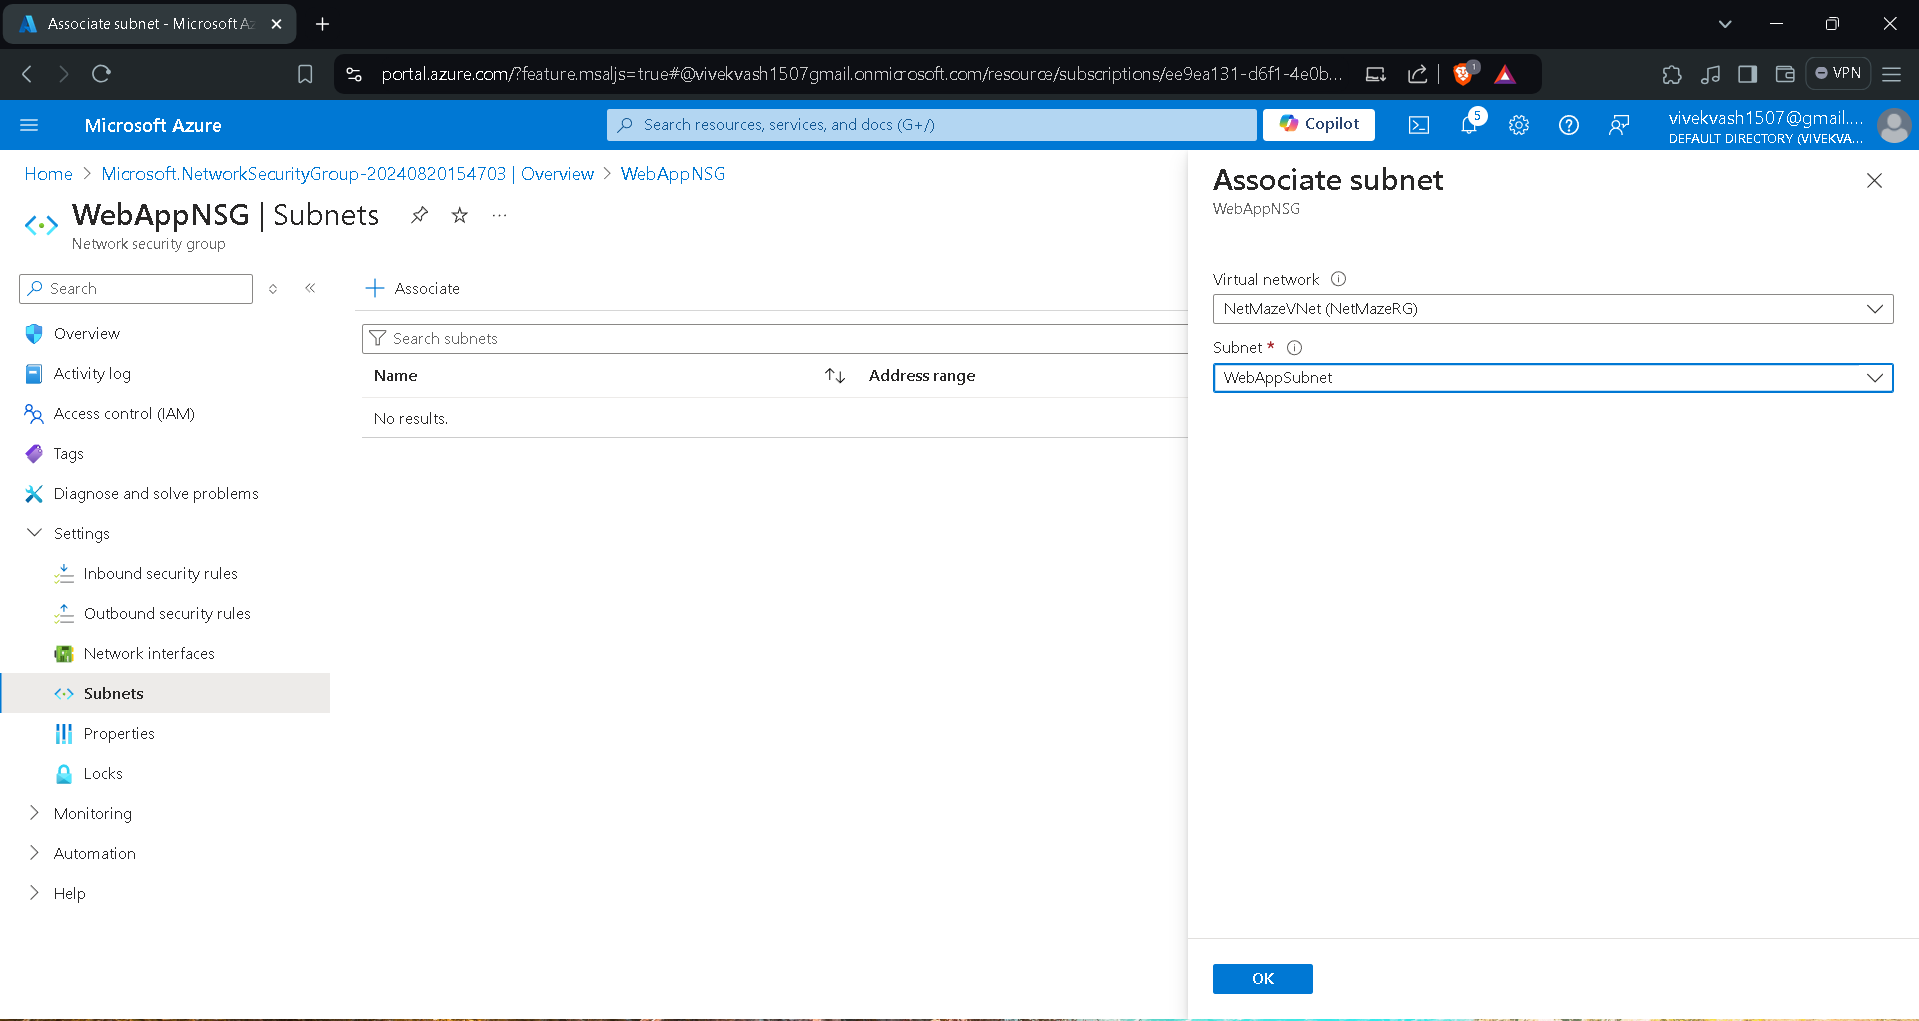 Associate subnet - Microsoft Az
portal.azure.com/?feature.msaljs=true#@vivekvash1507gmail.onmicrosoft.com/resource/subscriptions/ee9ea131-d6f1-4e0b...
1
VPN
Microsoft Azure
Search resources, services, and docs (G+/)
Copilot
5
vivekvash1507@gmail....
DEFAULT DIRECTORY (VIVEKVA...
Home > Microsoft.NetworkSecurityGroup-20240820154703 | Overview > WebAppNSG
WebAppNSG | Subnets
Network security group
Search
Overview
Activity log
Access control (IAM)
Tags
Diagnose and solve problems
Settings
Inbound security rules
Outbound security rules
Network interfaces
Subnets
Properties
Locks
Monitoring
Automation
Help
Associate
Search subnets
Name Address range
No results.
Associate subnet
WebAppNSG
Virtual network
NetMazeVNet (NetMazeRG)
Subnet *
WebAppSubnet
OK